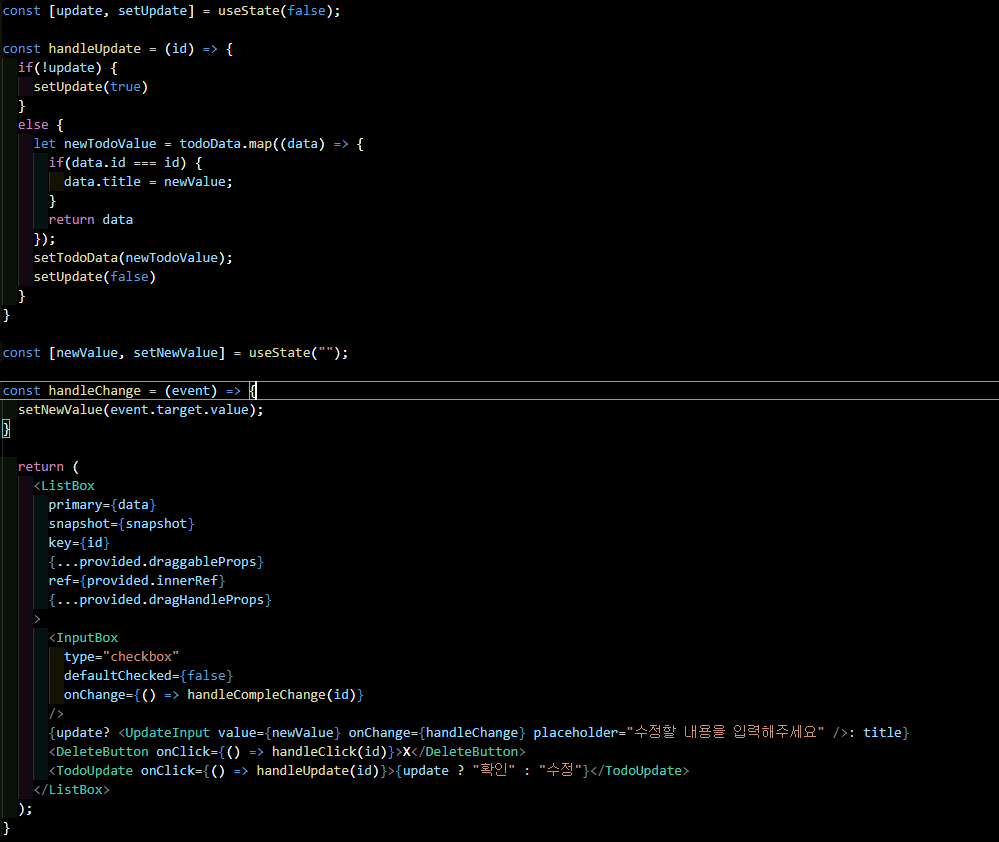 const [update, setUpdate] = useState(false);
const handleUpdate = (id) => {
if(!update) {
setUpdate(true)
}
else {
let newTodoValue = todoData.map((data) => {
if(data.id === id) {
data.title = newValue;
}
return data
});
setTodoData(newTodoValue);
setUpdate(false)
}
}
const [newValue, setNewValue] = useState("");
const handleChange = (event) => {
setNewValue(event.target.value);
}
return (
<ListBox
primary={data}
snapshot={snapshot}
key={id}
{...provided.draggableProps}
ref={provided.innerRef}
{...provided.dragHandleProps}
>
<InputBox
type="checkbox"
defaultChecked={false}
onChange={() => handleCompleChange(id)}
/>
{update? <UpdateInput value={newValue} onChange={handleChange} placeholder="수정할 내용을 입력해주세요" />: title}
<DeleteButton onClick={() => handleClick(id)}>X</DeleteButton>
<TodoUpdate onClick={() => handleUpdate(id)}>{update ? "확인" : "수정"}</TodoUpdate>
</ListBox>
);
}